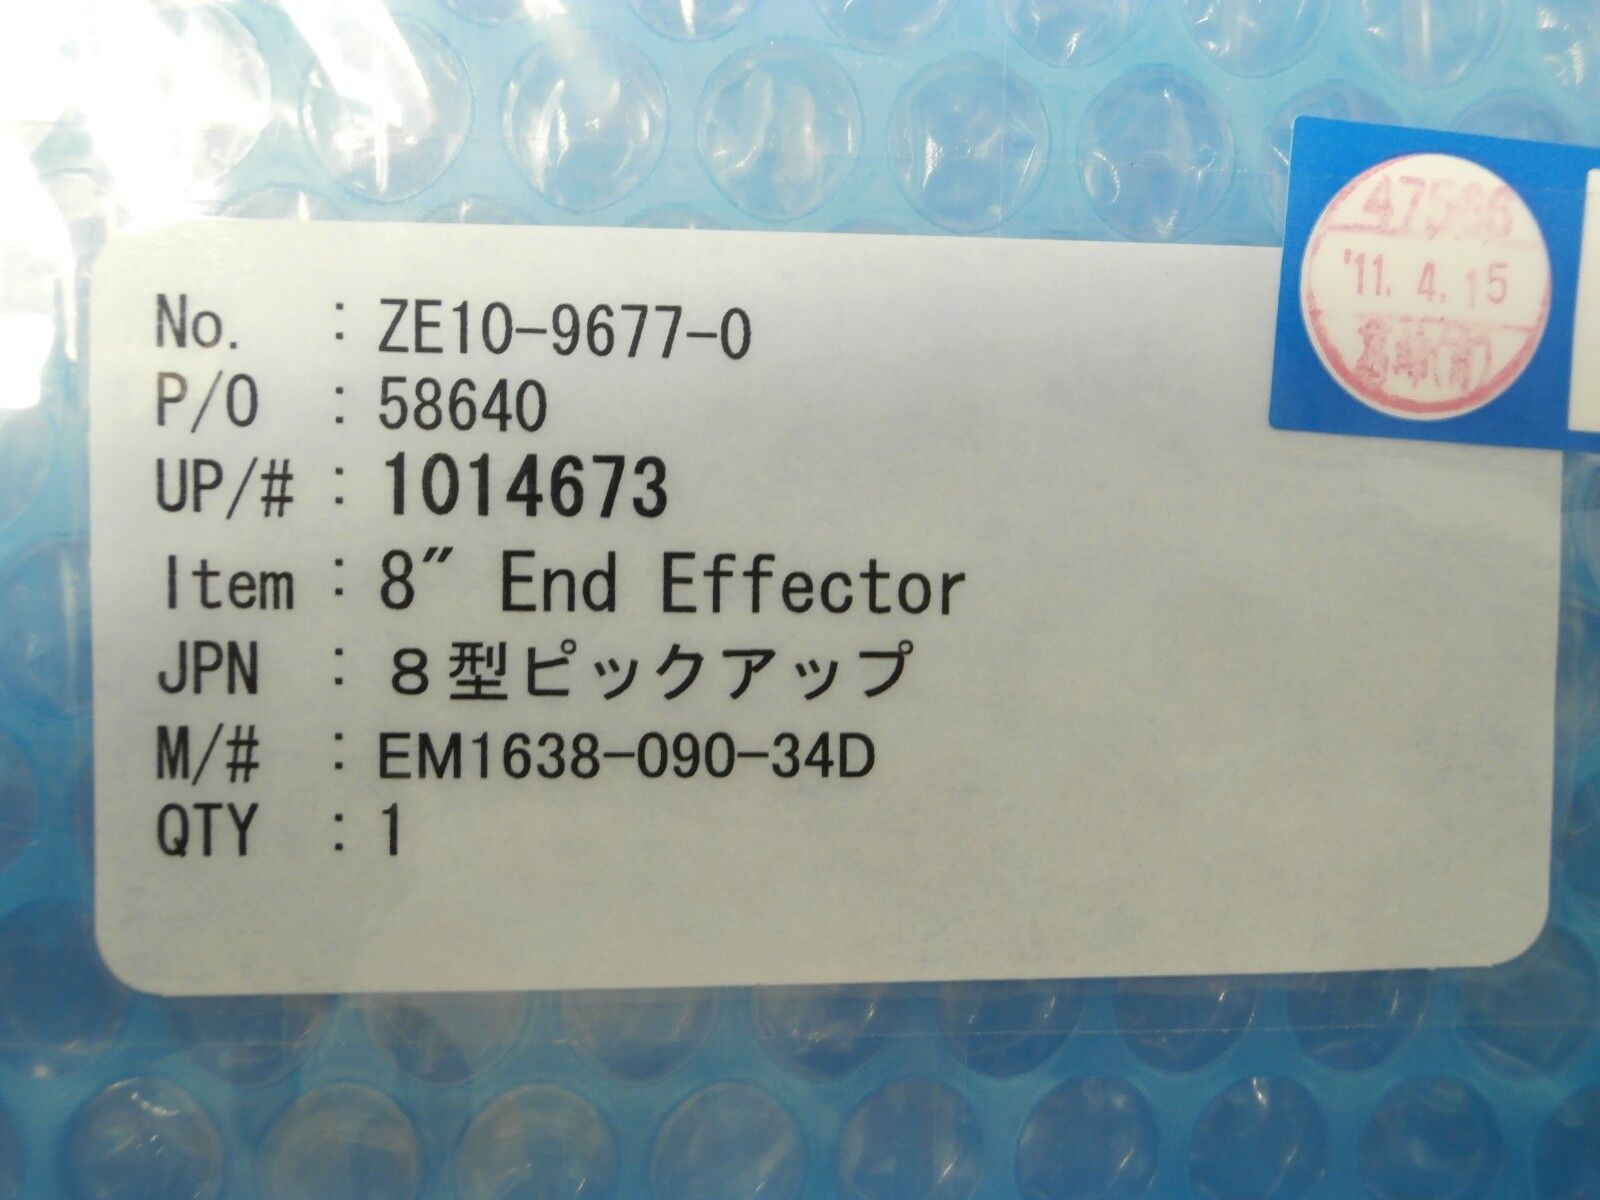 No. : ZE10-9677-0
P/O : 58640
UP/# : 1014673
Item : 8" End Effector
JPN : 8型ピックアップ
M/# : EM1638-090-34D
QTY : 1
'11. 4. 15